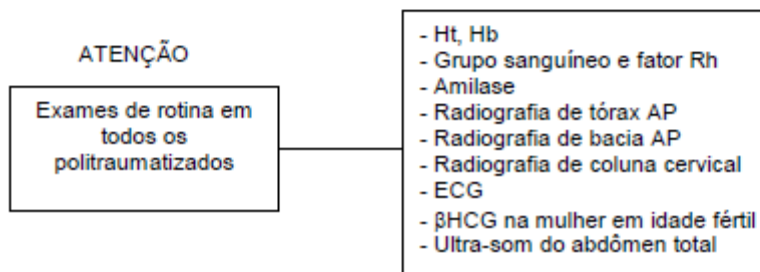 ATENÇÃO
Exames de rotina em
todos os
politraumatizados
- Ht, Hb
- Grupo sanguíneo e fator Rh
- Amilase
- Radiografia de tórax AP
- Radiografia de bacia AP
- Radiografia de coluna cervical
- ECG
- βHCG na mulher em idade fértil
- Ultra-som do abdômen total